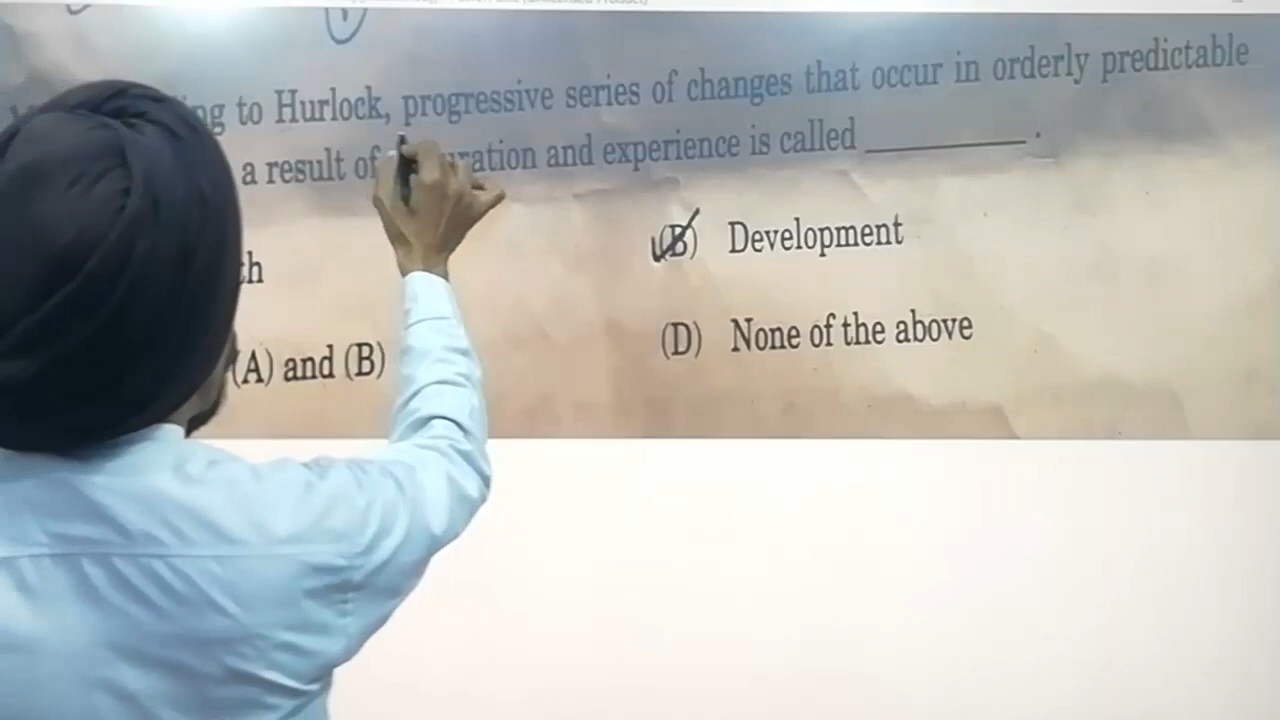 to Hurlock, progressive series of changes that occur in orderly predictable
a result of and experience is called ________.
(B) Development
(A) and (B)
(D) None of the above